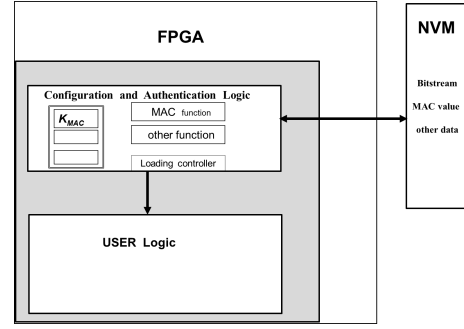 FPGA
NVM
Configuration and Authentication Logic
K_MAC
MAC function
other function
Loading controller
USER Logic
Bitstream
MAC value
other data